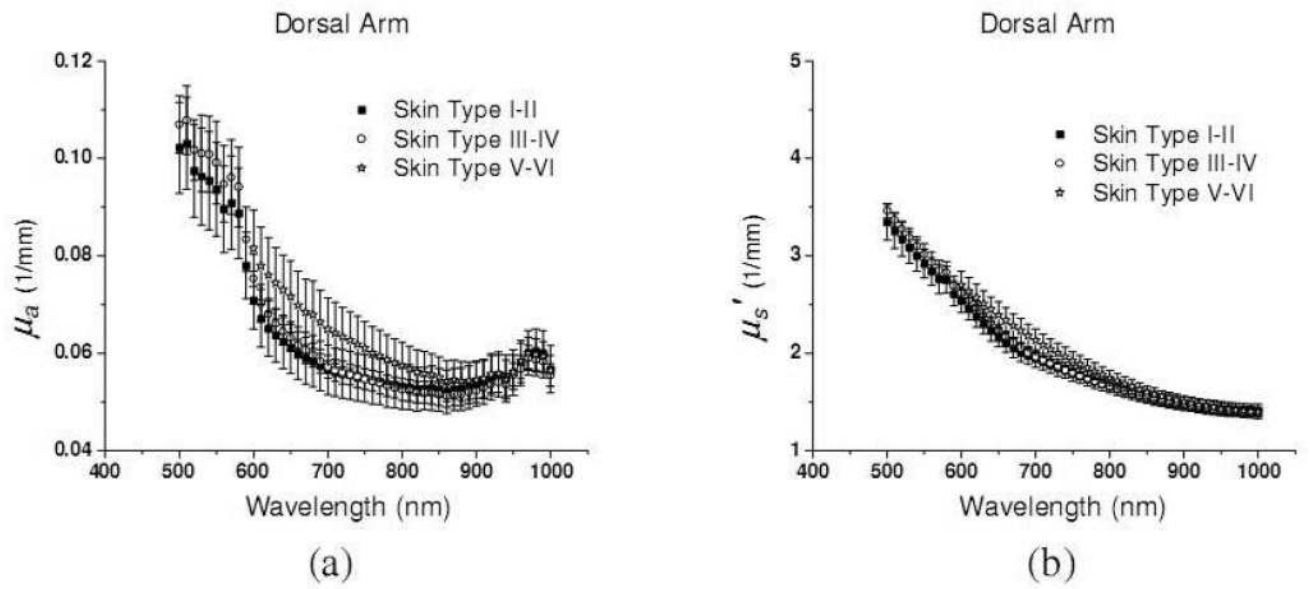 Dorsal Arm
0.12
0.10
0.08
0.06
0.04
μa (1/mm)
Skin Type I-II
Skin Type III-IV
Skin Type V-VI
400 500 600 700 800 900 1000
Wavelength (nm)
(a)
Dorsal Arm
5
4
3
2
1
μs' (1/mm)
Skin Type I-II
Skin Type III-IV
Skin Type V-VI
400 500 600 700 800 900 1000
Wavelength (nm)
(b)